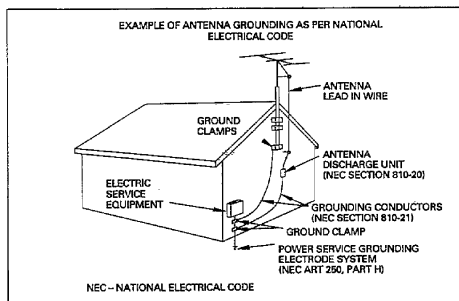 EXAMPLE OF ANTENNA GROUNDING AS PER NATIONAL
ELECTRICAL CODE
ANTENNA
LEAD IN WIRE
GROUND
CLAMPS
ANTENNA
DISCHARGE UNIT
(NEC SECTION 810-20)
ELECTRIC
SERVICE
EQUIPMENT
GROUNDING CONDUCTORS
(NEC SECTION 810-21)
GROUND CLAMP
POWER SERVICE GROUNDING
ELECTRODE SYSTEM
(NEC ART 250, PART H)
NEC – NATIONAL ELECTRICAL CODE